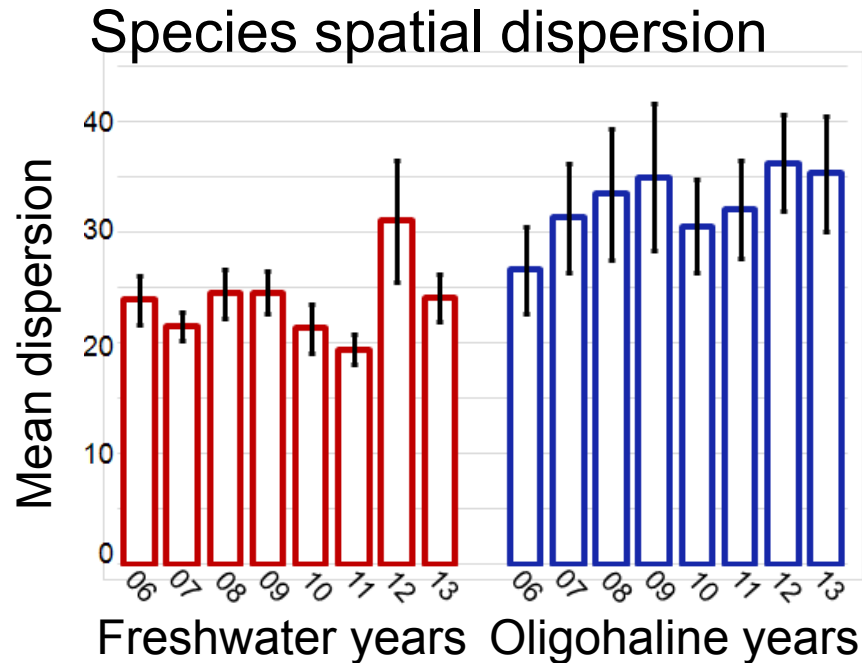 Species spatial dispersion
Mean dispersion
40
30
20
10
0
06 07 08 09 10 11 12 13 06 07 08 09 10 11 12 13
Freshwater years Oligohaline years